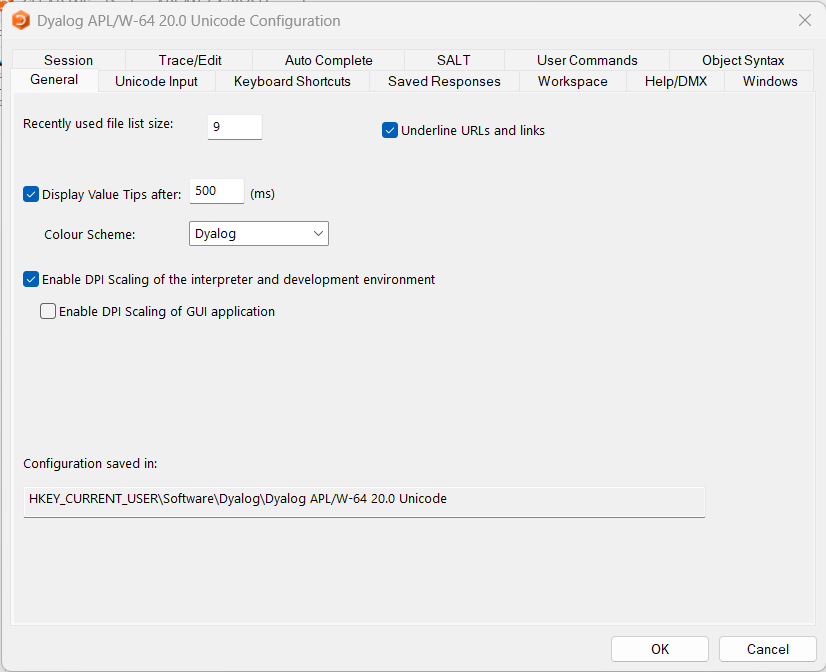 Dyalog APL/W-64 20.0 Unicode Configuration
Session Trace/Edit Auto Complete SALT User Commands Object Syntax
General Unicode Input Keyboard Shortcuts Saved Responses Workspace Help/DMX Windows
Recently used file list size: 9 Underline URLs and links
Display Value Tips after: 500 (ms)
Colour Scheme: Dyalog
Enable DPI Scaling of the interpreter and development environment
Enable DPI Scaling of GUI application
Configuration saved in:
HKEY_CURRENT_USER\Software\Dyalog\Dyalog APL/W-64 20.0 Unicode
OK Cancel